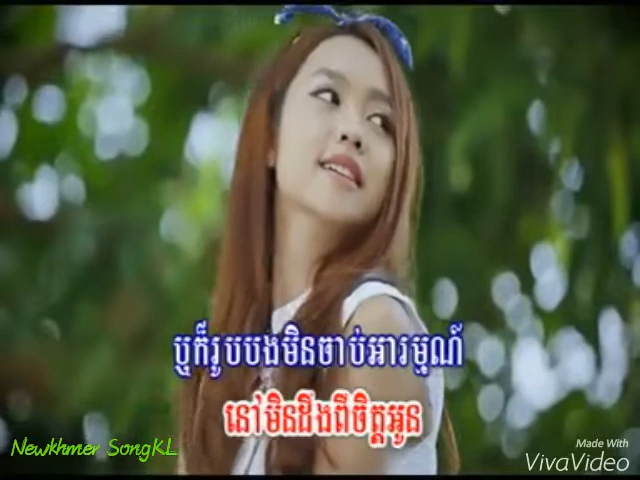 ឬក៏រូបបងមិនចាប់អារម្មណ៍
នៅមិនដឹងពីចិត្តអូន
Newkhmer SongKL
Made With
VivaVideo